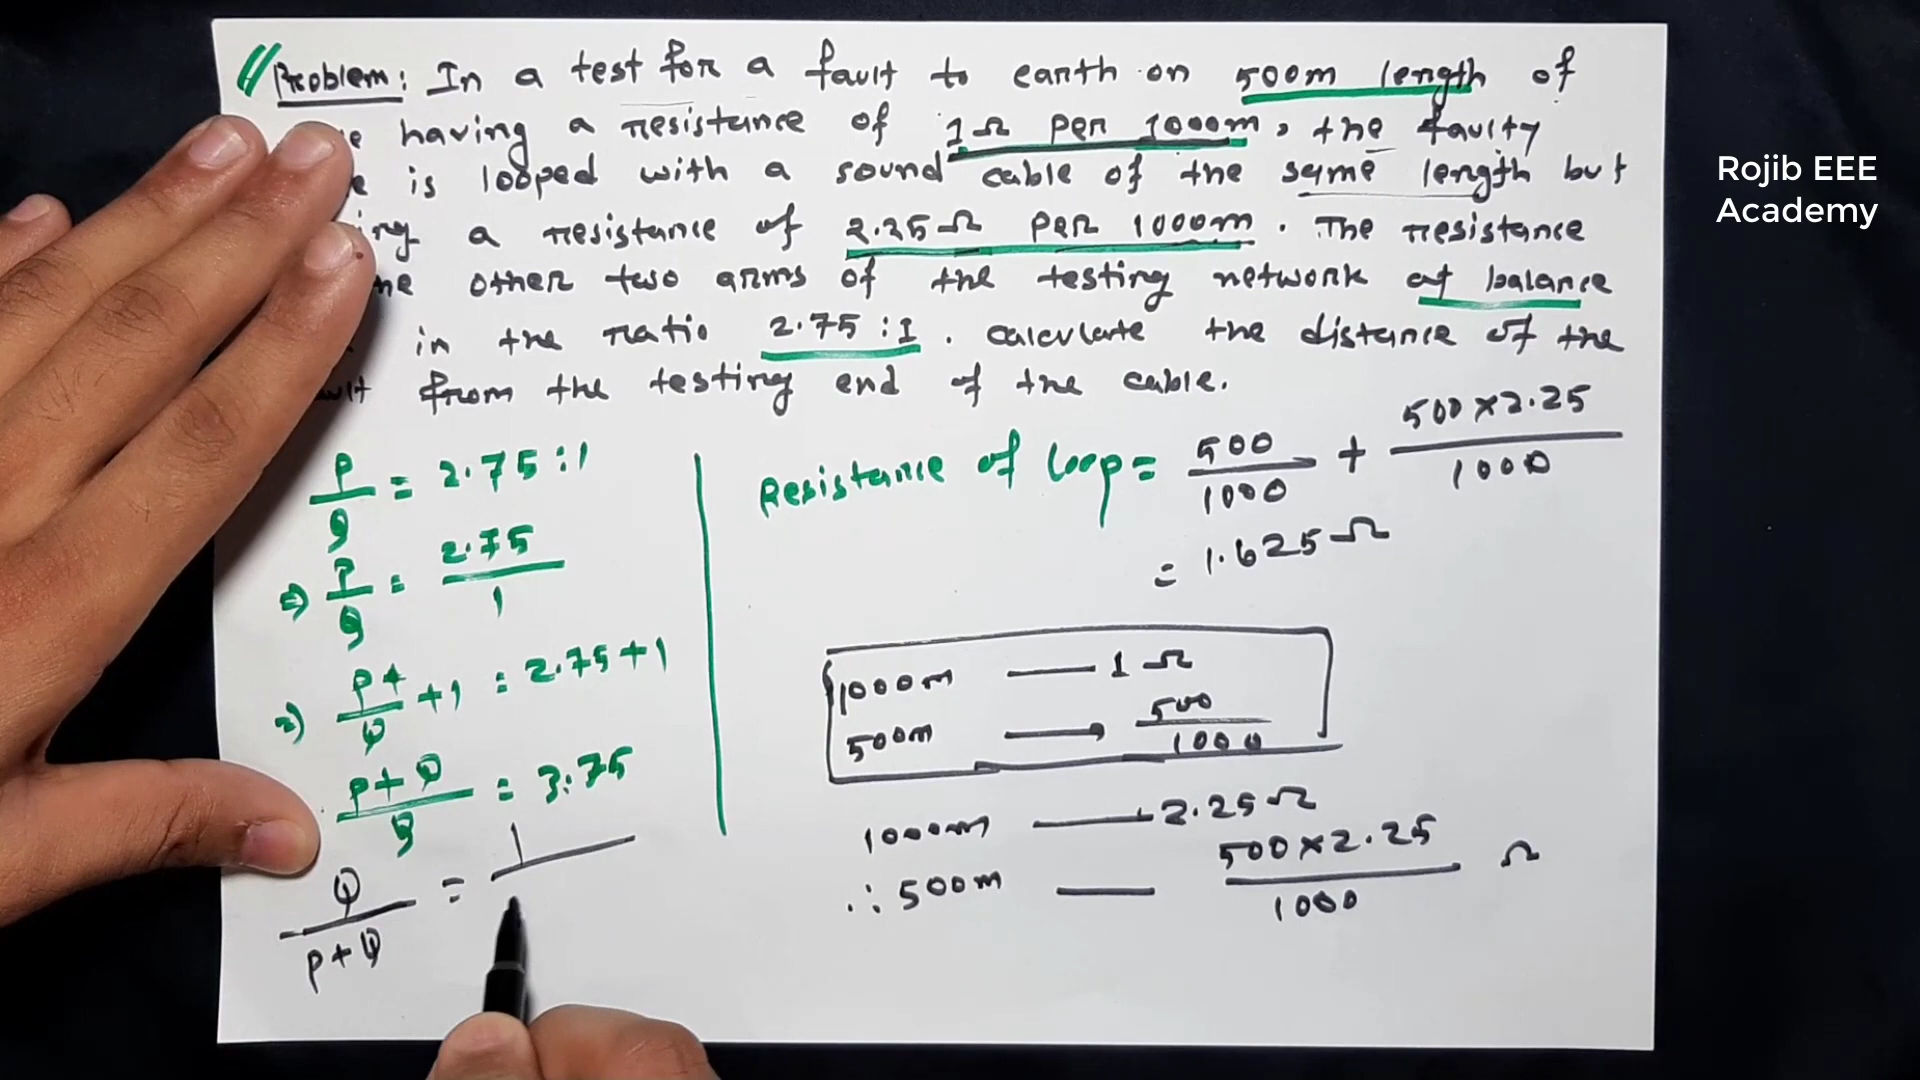 Problem: In a test for a fault to earth on 500m length of
having a resistance of 1Ω per 1000m, the faulty
is looped with a sound cable of the same length but
a resistance of 2.25Ω per 1000m. The resistance
other two arms of the testing network at balance
in the ratio 2.75:1. calculate the distance of the
from the testing end of the cable.
P/Q = 2.75:1
⇒ P/Q = 2.75/1
⇒ P/Q + 1 = 2.75+1
P+Q/Q = 3.75
Q/P+Q = 1/
Resistance of loop = 500/1000 + 500×2.25/1000
= 1.625Ω
1000m — 1Ω
500m → 500/1000
1000m — 2.25Ω
∴ 500m — 500×2.25/1000 Ω
Rojib EEE
Academy